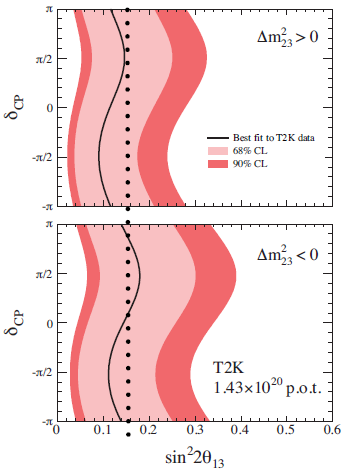 π
π/2
0
-π/2
-π
δCP
Δm²23 > 0
Best fit to T2K data
68% CL
90% CL
π
π/2
0
-π/2
-π
δCP
Δm²23 < 0
T2K
1.43×10²⁰ p.o.t.
0 0.1 0.2 0.3 0.4 0.5 0.6
sin²2θ13